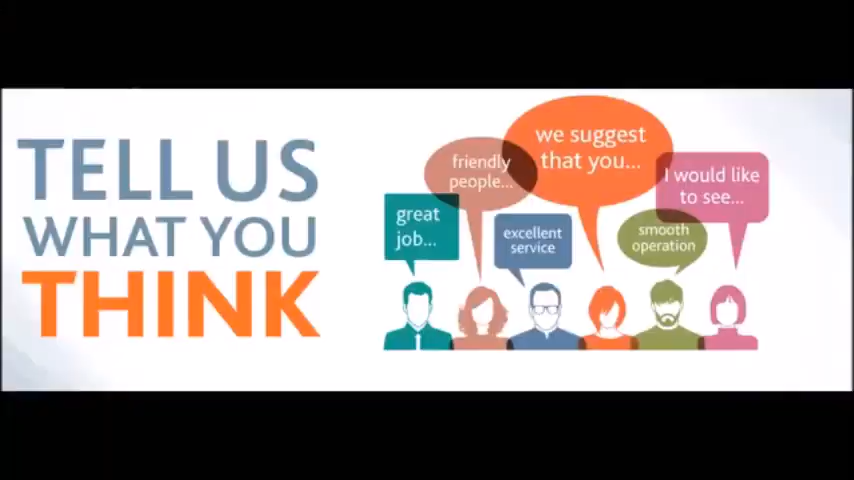 TELL US
WHAT YOU
THINK
great
job...
friendly
people...
excellent
service
we suggest
that you...
smooth
operation
I would like
to see...